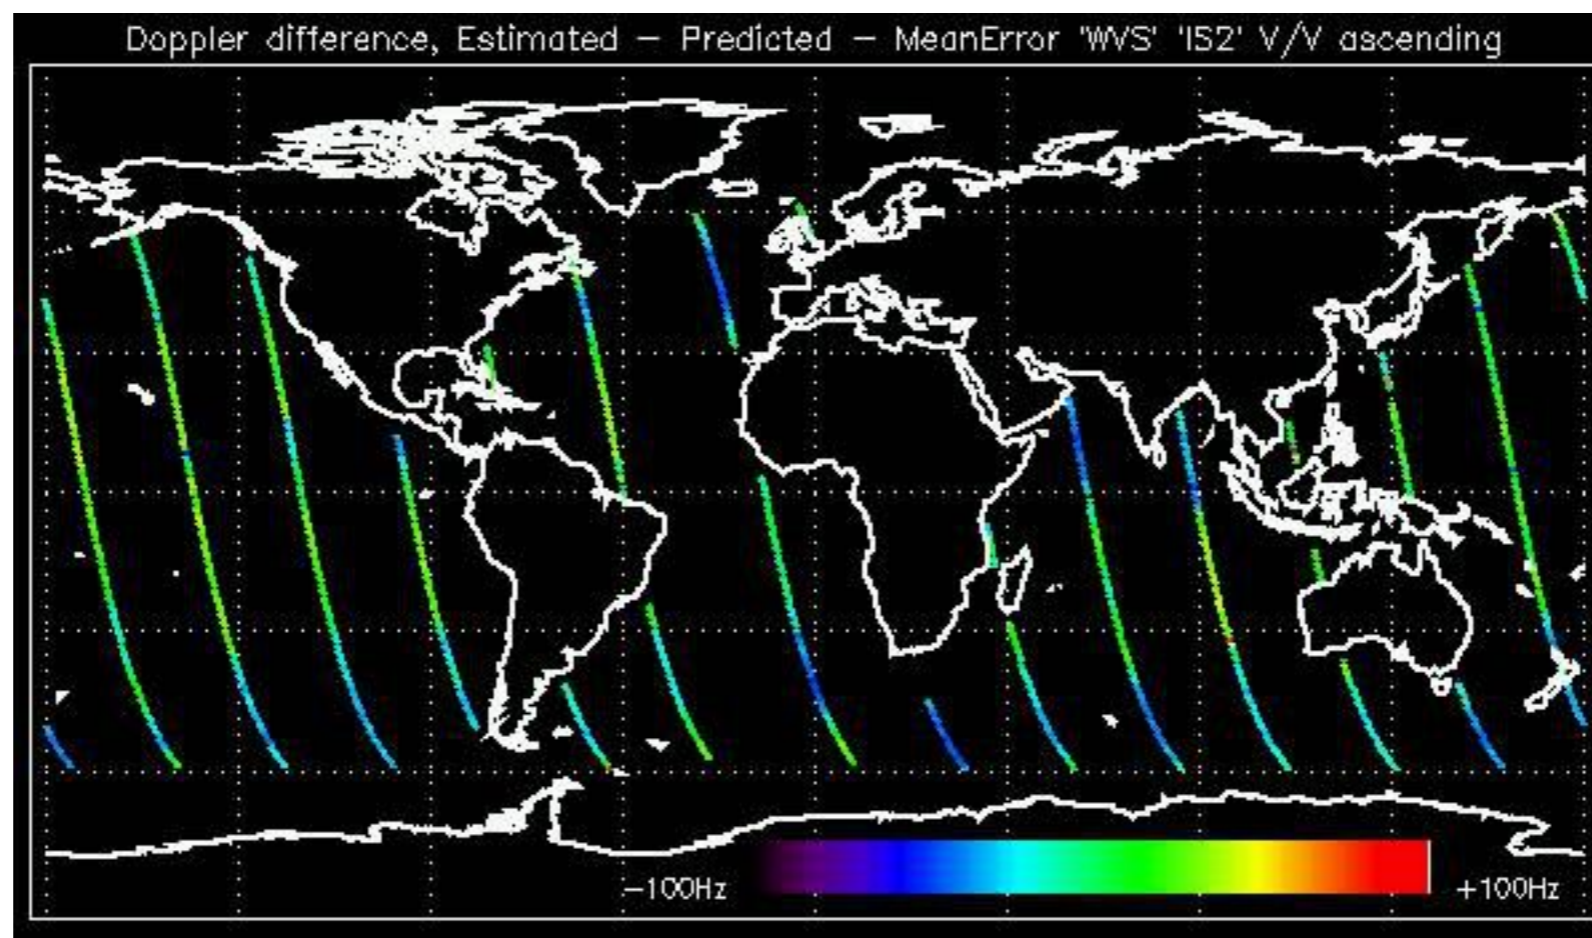 Doppler difference, Estimated – Predicted – MeanError 'WVS' 'IS2' V/V ascending
-100Hz +100Hz